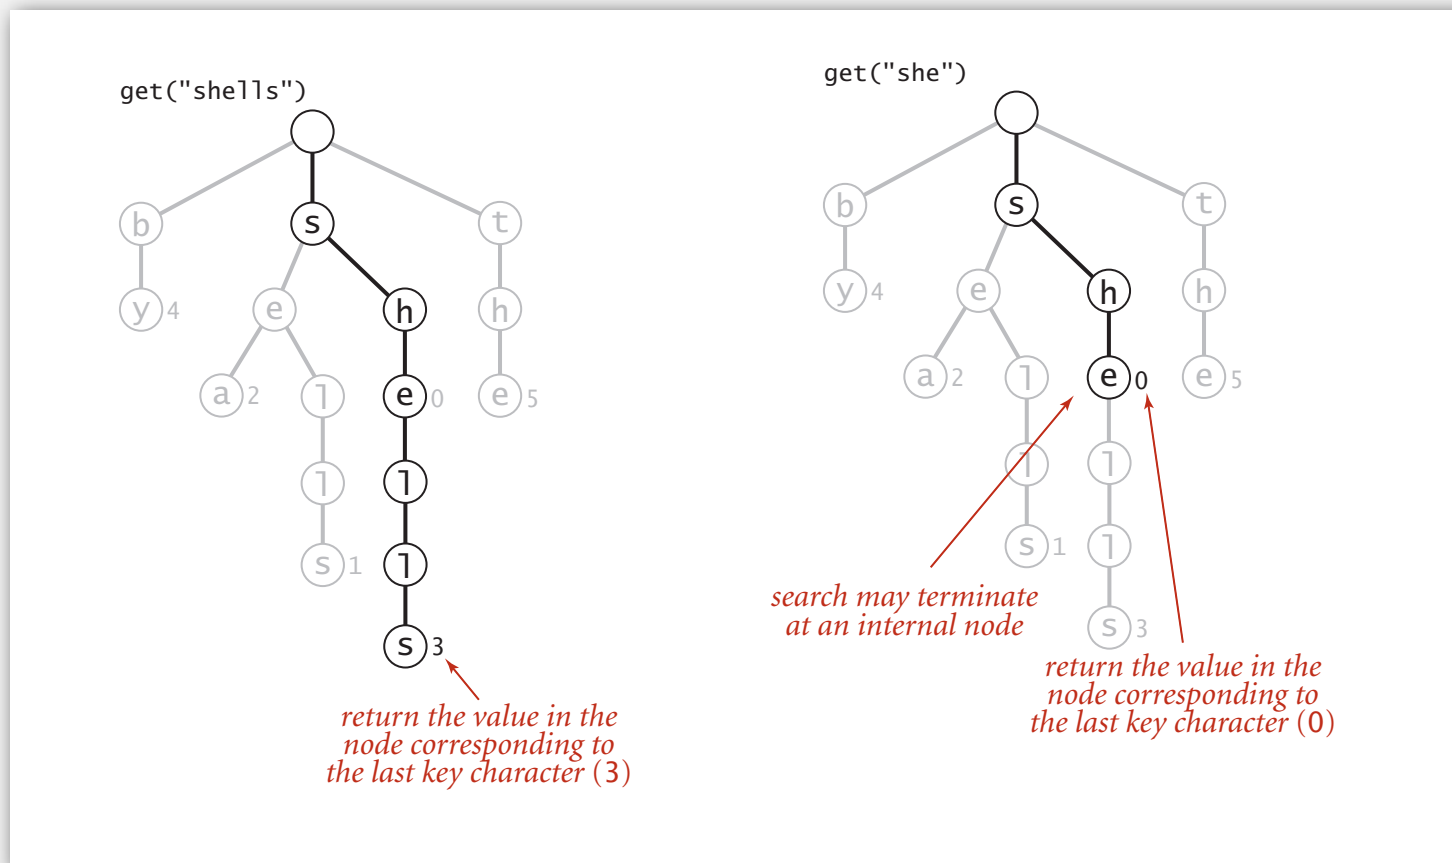 get("shells")
b
s
t
y 4
e
h
h
a 2
l
e 0
e 5
l
l
s 1
l
s 3
return the value in the
node corresponding to
the last key character (3)
get("she")
b
s
t
y 4
e
h
h
a 2
l
e 0
e 5
l
l
s 1
l
search may terminate
at an internal node
s 3
return the value in the
node corresponding to
the last key character (0)